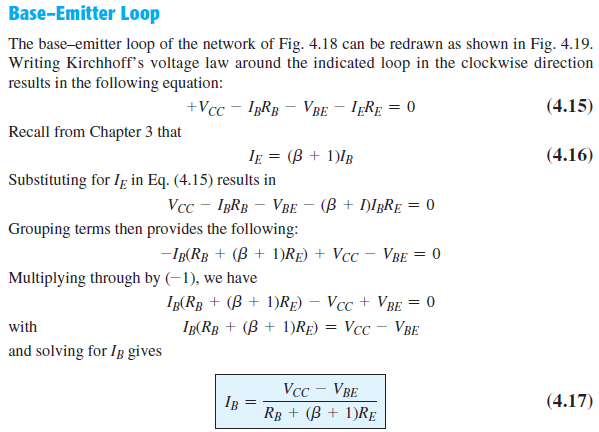 Base–Emitter Loop
The base–emitter loop of the network of Fig. 4.18 can be redrawn as shown in Fig. 4.19.
Writing Kirchhoff's voltage law around the indicated loop in the clockwise direction
results in the following equation:
+VCC − IBRB − VBE − IERE = 0 (4.15)
Recall from Chapter 3 that
IE = (β + 1)IB (4.16)
Substituting for IE in Eq. (4.15) results in
VCC − IBRB − VBE − (β + I)IBRE = 0
Grouping terms then provides the following:
−IB(RB + (β + 1)RE) + VCC − VBE = 0
Multiplying through by (−1), we have
IB(RB + (β + 1)RE) − VCC + VBE = 0
with IB(RB + (β + 1)RE) = VCC − VBE
and solving for IB gives
IB = VCC − VBE / RB + (β + 1)RE (4.17)